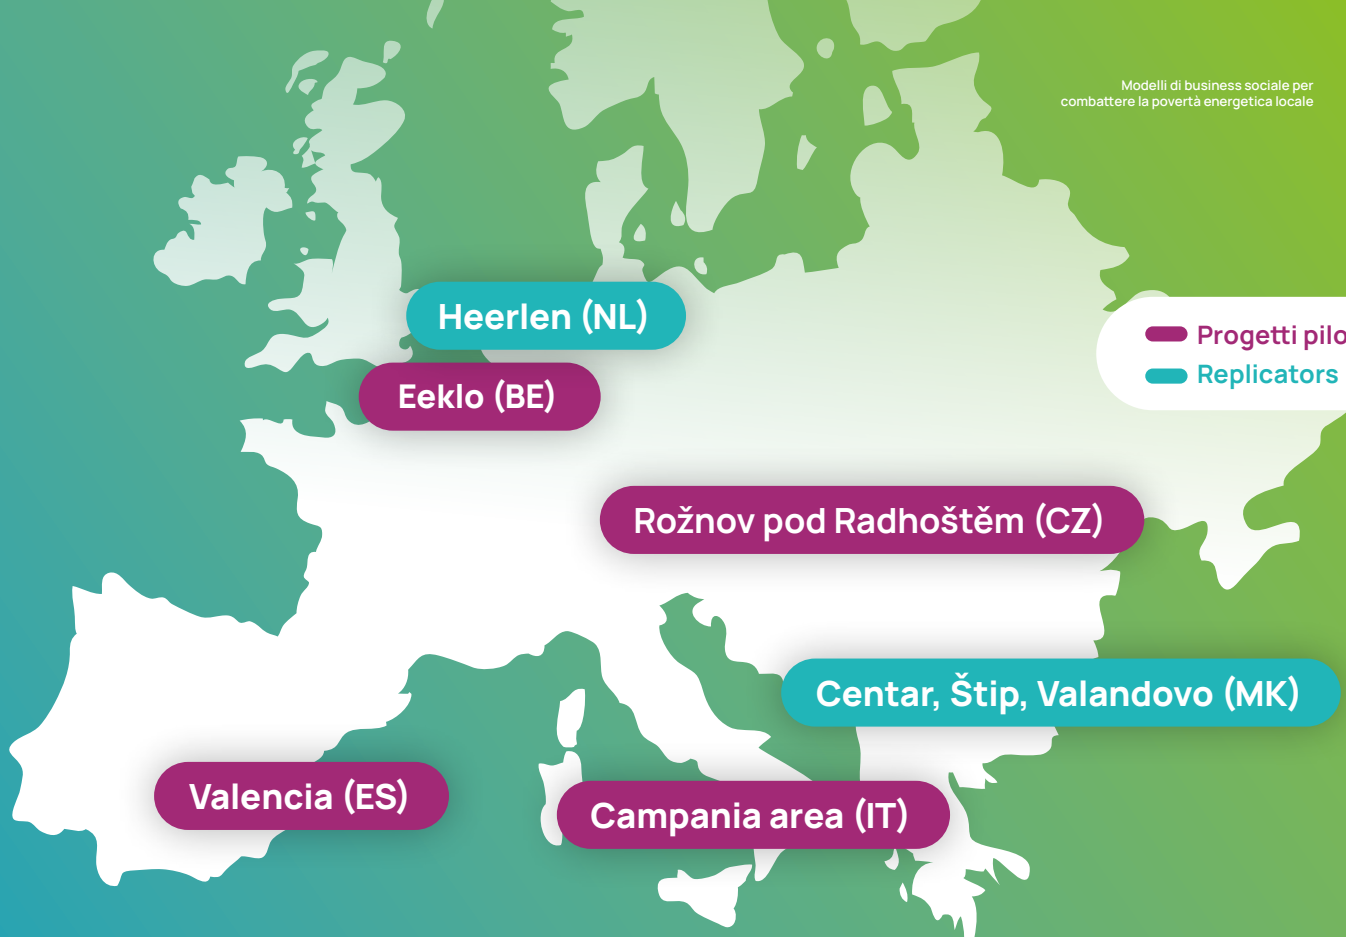 Modelli di business sociale per
combattere la povertà energetica locale
Heerlen (NL)
Progetti pilo
Replicators
Eeklo (BE)
Rožnov pod Radhoštěm (CZ)
Centar, Štip, Valandovo (MK)
Valencia (ES)
Campania area (IT)